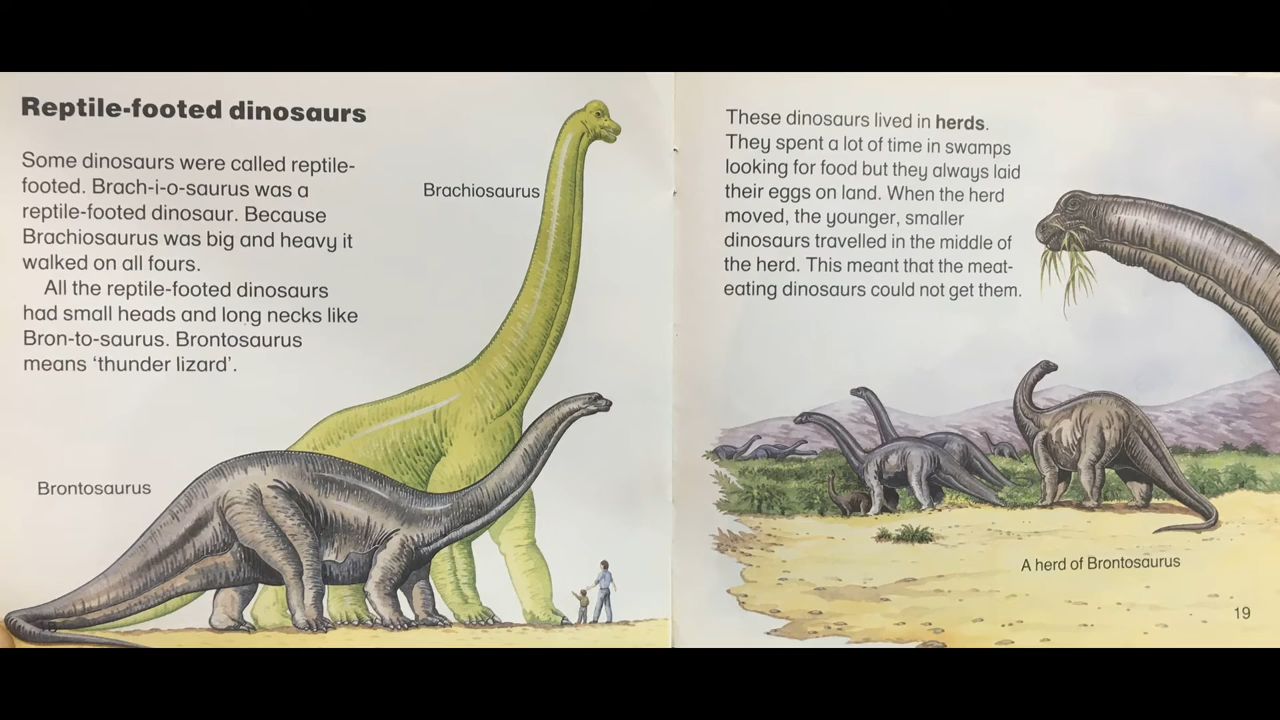 Reptile-footed dinosaurs
Some dinosaurs were called reptile-
footed. Brach-i-o-saurus was a
reptile-footed dinosaur. Because
Brachiosaurus was big and heavy it
walked on all fours.
All the reptile-footed dinosaurs
had small heads and long necks like
Bron-to-saurus. Brontosaurus
means ‘thunder lizard’.
Brachiosaurus
Brontosaurus
These dinosaurs lived in herds.
They spent a lot of time in swamps
looking for food but they always laid
their eggs on land. When the herd
moved, the younger, smaller
dinosaurs travelled in the middle of
the herd. This meant that the meat-
eating dinosaurs could not get them.
A herd of Brontosaurus
19